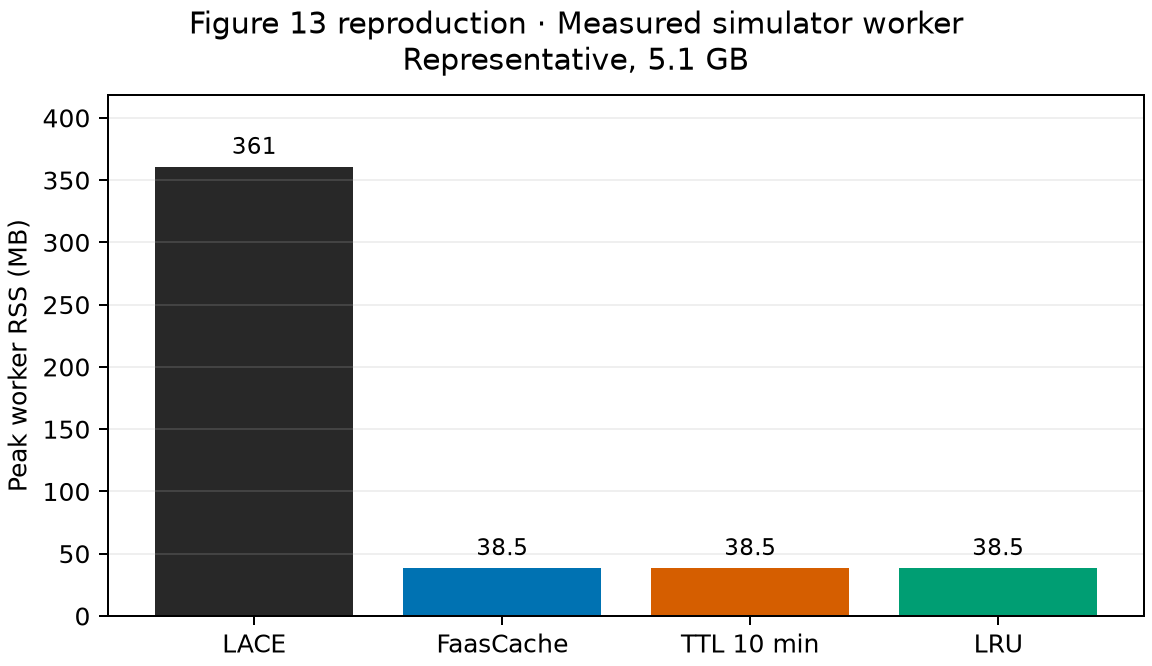 Figure 13 reproduction · Measured simulator worker
Representative, 5.1 GB
Peak worker RSS (MB)
400
350
300
250
200
150
100
50
0
361
38.5
38.5
38.5
LACE
FaasCache
TTL 10 min
LRU